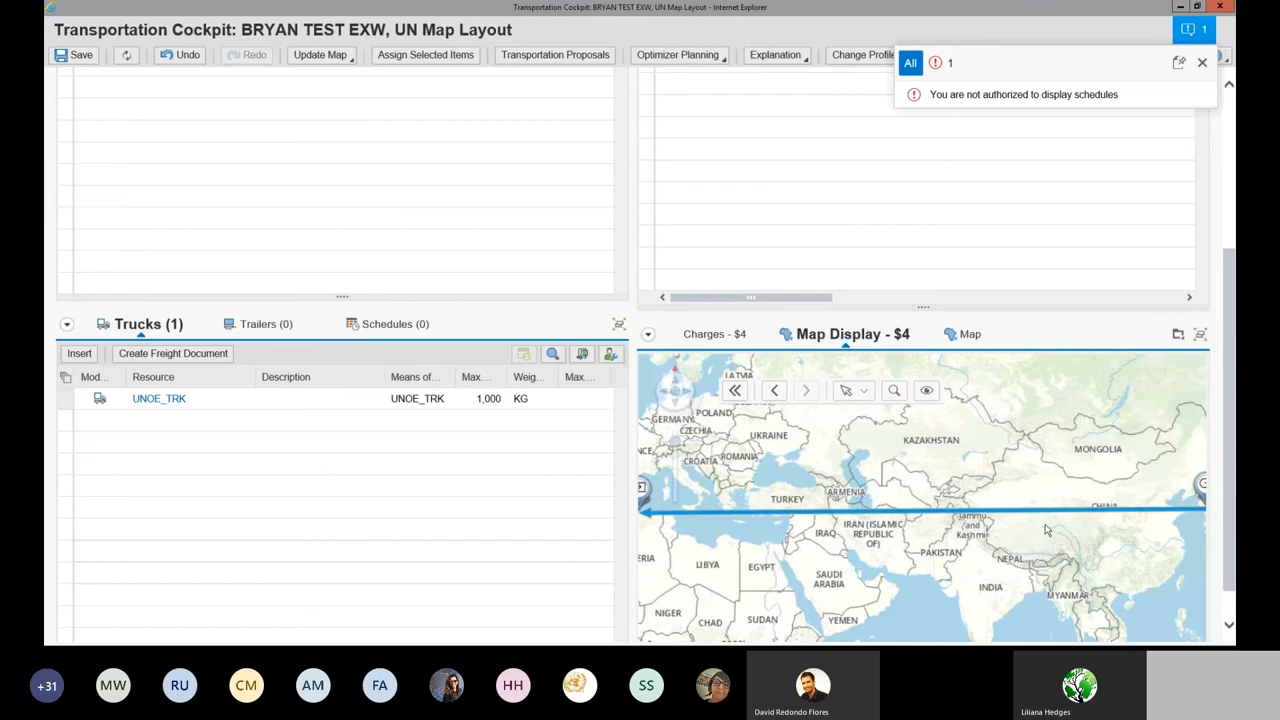 Transportation Cockpit: BRYAN TEST EXW, UN Map Layout - Internet Explorer
Transportation Cockpit: BRYAN TEST EXW, UN Map Layout
1
Save
Undo
Redo
Update Map
Assign Selected Items
Transportation Proposals
Optimizer Planning
Explanation
Change Profile
All
1
You are not authorized to display schedules
Trucks (1)
Trailers (0)
Schedules (0)
Charges - $4
Map Display - $4
Map
Insert
Create Freight Document
Mod...
Resource
Description
Means of...
Max....
Weig...
Max....
UNOE_TRK
UNOE_TRK
1,000
KG
LATVIA
GERMANY
POLAND
CZECHIA
UKRAINE
KAZAKHSTAN
MONGOLIA
NCE
CROATIA
ROMANIA
TURKEY
ARMENIA
CHINA
IRAQ
IRAN (ISLAMIC
REPUBLIC
OF)
Jammu
and
Kashmir
PAKISTAN
NEPAL
ERIA
LIBYA
EGYPT
SAUDI
ARABIA
INDIA
MYANMAR
NIGER
CHAD
SUDAN
YEMEN
+31
MW
RU
CM
AM
FA
HH
SS
David Redondo Flores
Liliana Hedges